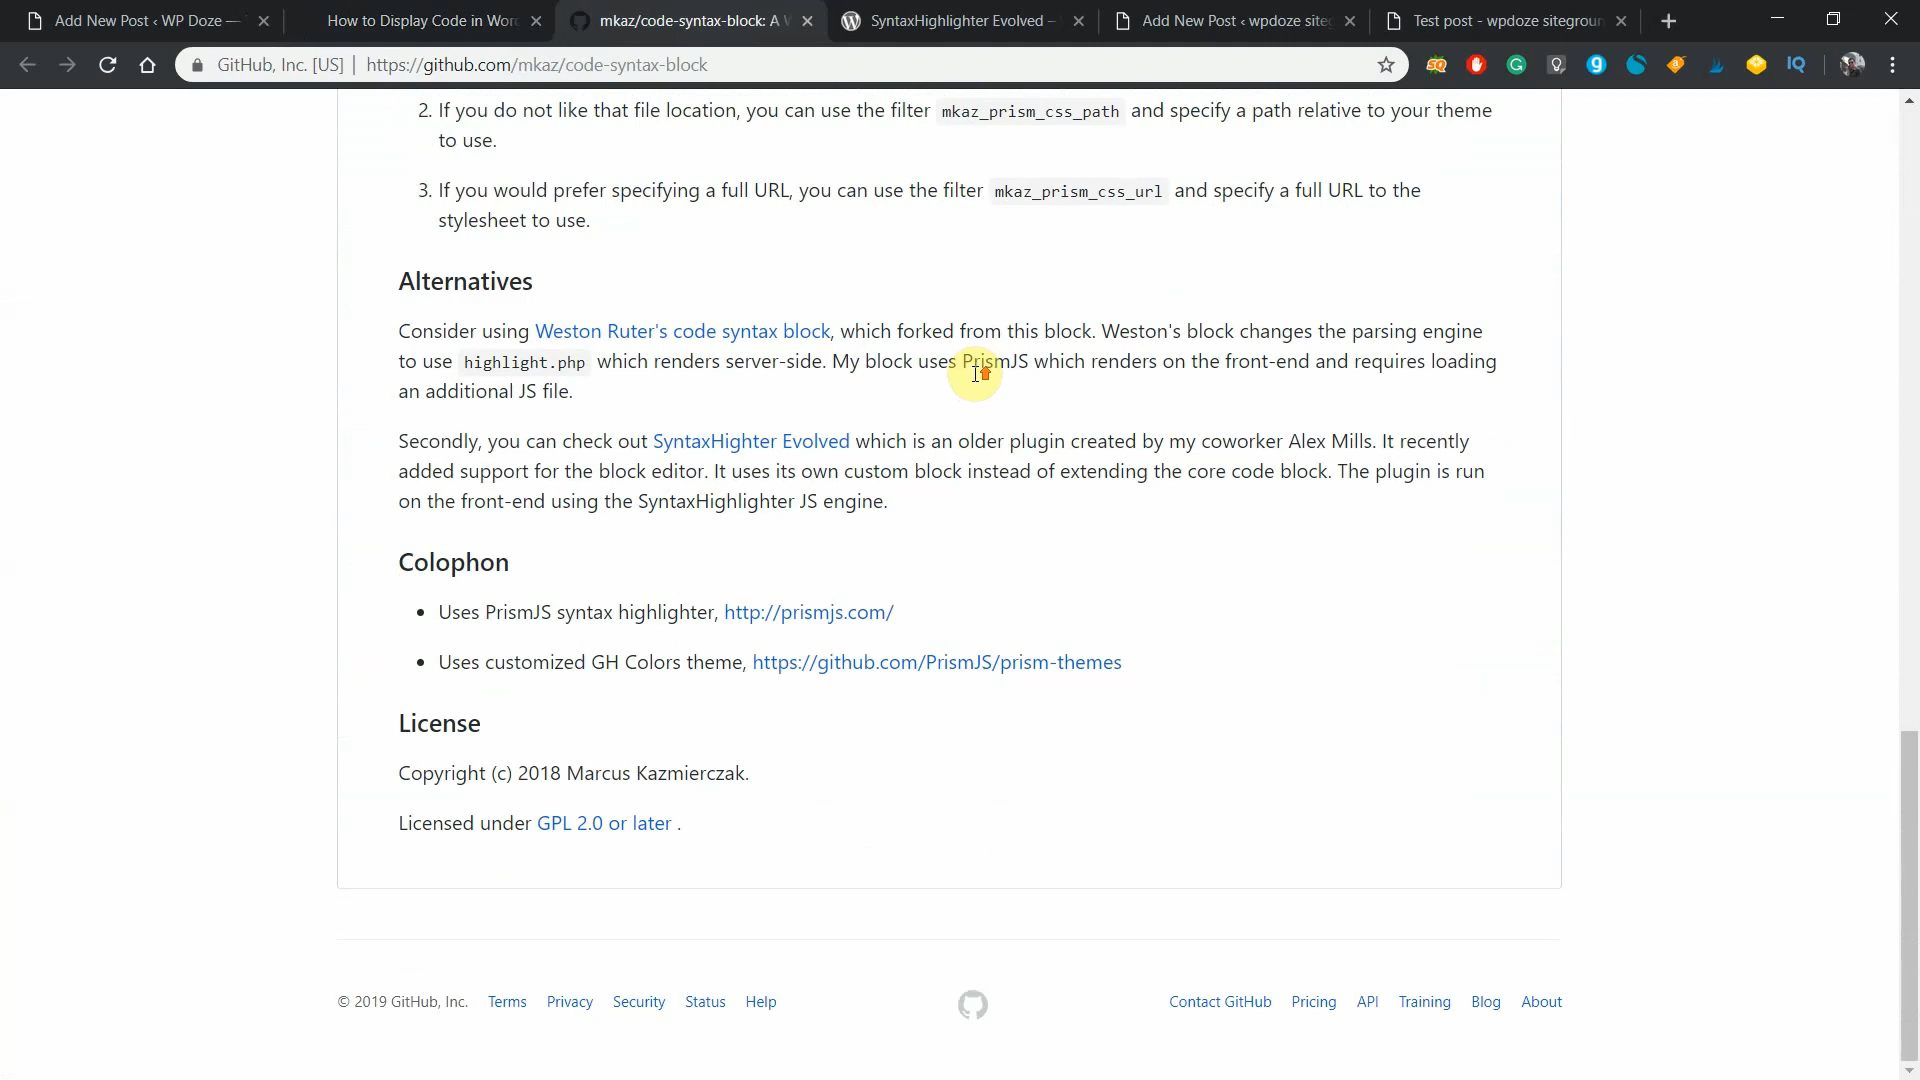 Add New Post ‹ WP Doze —
How to Display Code in Wor
mkaz/code-syntax-block: A W
SyntaxHighlighter Evolved –
Add New Post ‹ wpdoze site
Test post - wpdoze sitegroun
GitHub, Inc. [US] | https://github.com/mkaz/code-syntax-block
2. If you do not like that file location, you can use the filter mkaz_prism_css_path and specify a path relative to your theme
to use.
3. If you would prefer specifying a full URL, you can use the filter mkaz_prism_css_url and specify a full URL to the
stylesheet to use.
Alternatives
Consider using Weston Ruter's code syntax block, which forked from this block. Weston's block changes the parsing engine
to use highlight.php which renders server-side. My block uses PrismJS which renders on the front-end and requires loading
an additional JS file.
Secondly, you can check out SyntaxHighter Evolved which is an older plugin created by my coworker Alex Mills. It recently
added support for the block editor. It uses its own custom block instead of extending the core code block. The plugin is run
on the front-end using the SyntaxHighlighter JS engine.
Colophon
• Uses PrismJS syntax highlighter, http://prismjs.com/
• Uses customized GH Colors theme, https://github.com/PrismJS/prism-themes
License
Copyright (c) 2018 Marcus Kazmierczak.
Licensed under GPL 2.0 or later .
© 2019 GitHub, Inc. Terms Privacy Security Status Help
Contact GitHub Pricing API Training Blog About